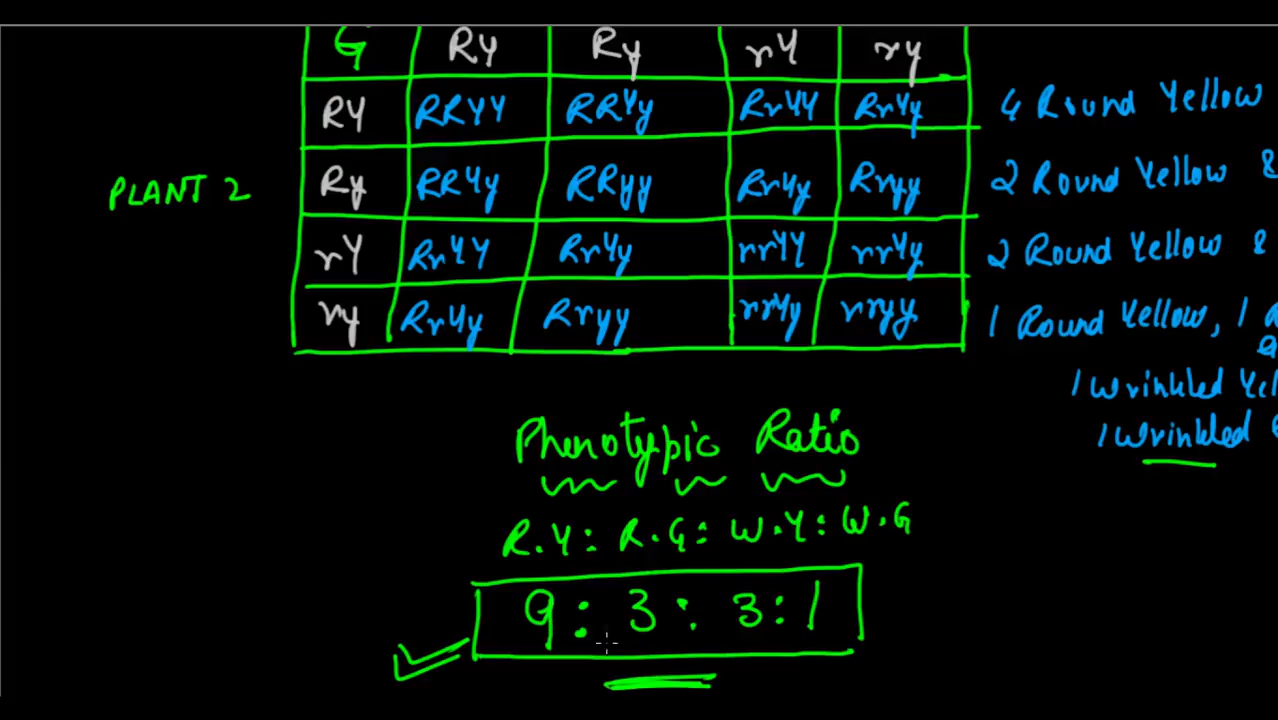 G RY Ry rY ry
RY RRYY RRYy RrYY RrYy 4 Round Yellow
PLANT 2 Ry RRYy RRyy RrYy Rryy 2 Round Yellow &
rY RrYY RrYy rrYY rrYy 2 Round Yellow &
ry RrYy Rryy rrYy rryy 1 Round Yellow, 1
1 Wrinkled Yel
1 Wrinkled
Phenotypic Ratio
R.Y: R.G: W.Y: W.G
9: 3: 3: 1